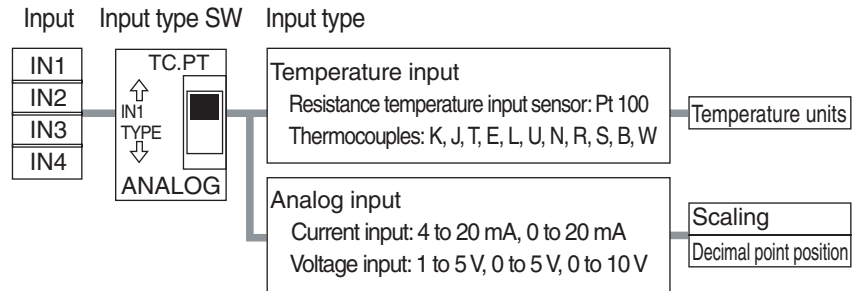 Input Input type SW Input type
IN1
IN2
IN3
IN4
TC.PT
IN1
TYPE
ANALOG
Temperature input
Resistance temperature input sensor: Pt 100
Thermocouples: K, J, T, E, L, U, N, R, S, B, W
Temperature units
Analog input
Current input: 4 to 20 mA, 0 to 20 mA
Voltage input: 1 to 5 V, 0 to 5 V, 0 to 10 V
Scaling
Decimal point position